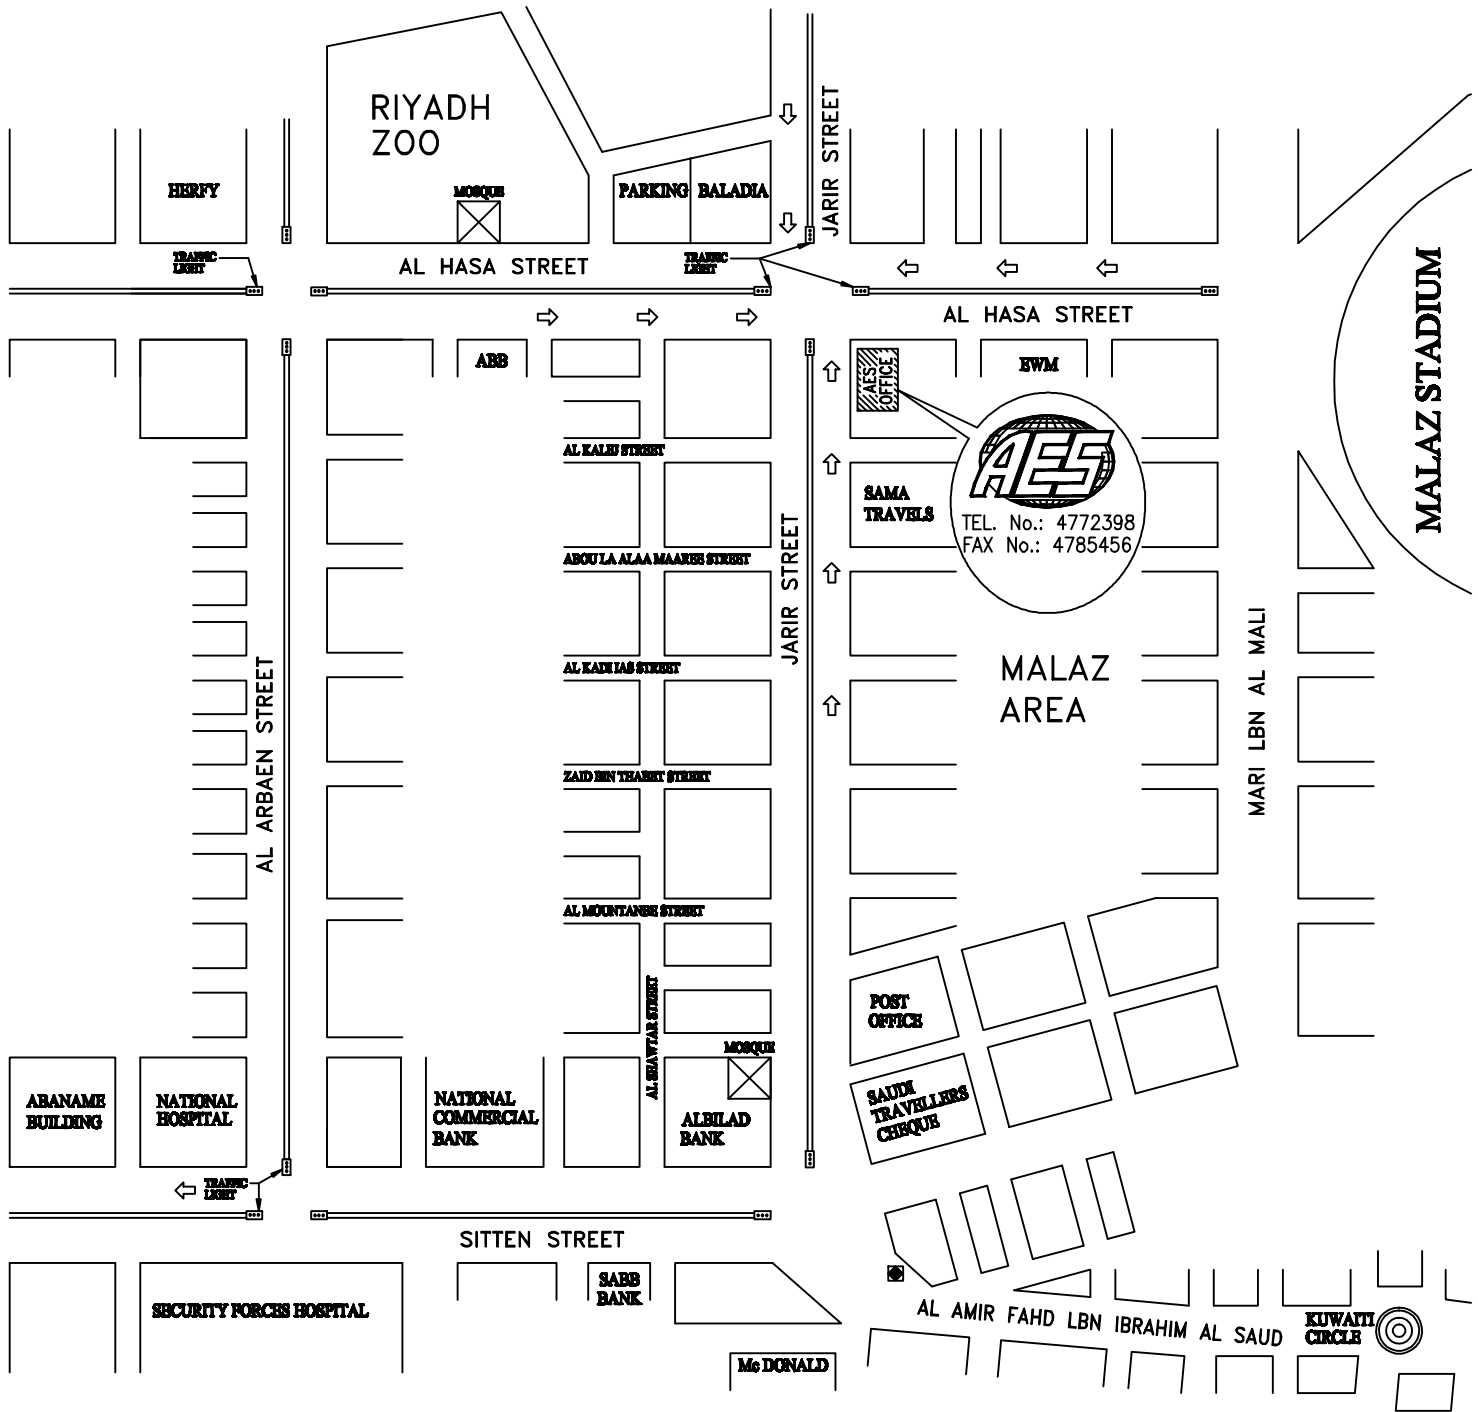 RIYADH
ZOO
JARIR STREET
HERFY
MOSQUE
PARKING
BALADIA
TRAFFIC
LIGHT
AL HASA STREET
TRAFFIC
LIGHT
AL HASA STREET
MALAZ STADIUM
ABB
AES
OFFICE
EWM
AES
TEL. No.: 4772398
FAX No.: 4785456
AL KALIJ STREET
SAMA
TRAVELS
JARIR STREET
ABOU LA ALAA MAAREE STREET
AL KADI IAS STREET
MALAZ
AREA
MARI LBN AL MALI
AL ARBAEN STREET
ZAID BIN THABET STREET
AL MOUNTANBE STREET
AL SHAWTAR STREET
POST
OFFICE
MOSQUE
ABANAME
BUILDING
NATIONAL
HOSPITAL
NATIONAL
COMMERCIAL
BANK
ALBILAD
BANK
SAUDI
TRAVELLERS
CHEQUE
TRAFFIC
LIGHT
SITTEN STREET
SECURITY FORCES HOSPITAL
SABB
BANK
AL AMIR FAHD LBN IBRAHIM AL SAUD
KUWAITI
CIRCLE
Mc DONALD